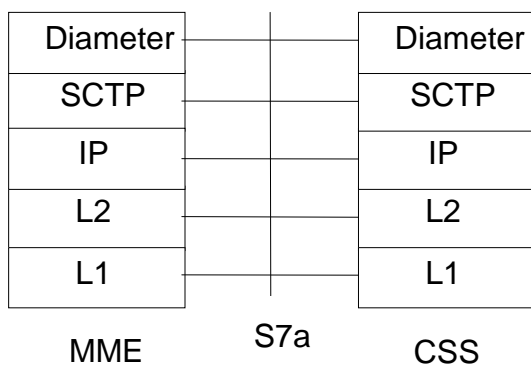 Diameter Diameter
SCTP SCTP
IP IP
L2 L2
L1 L1
MME S7a CSS